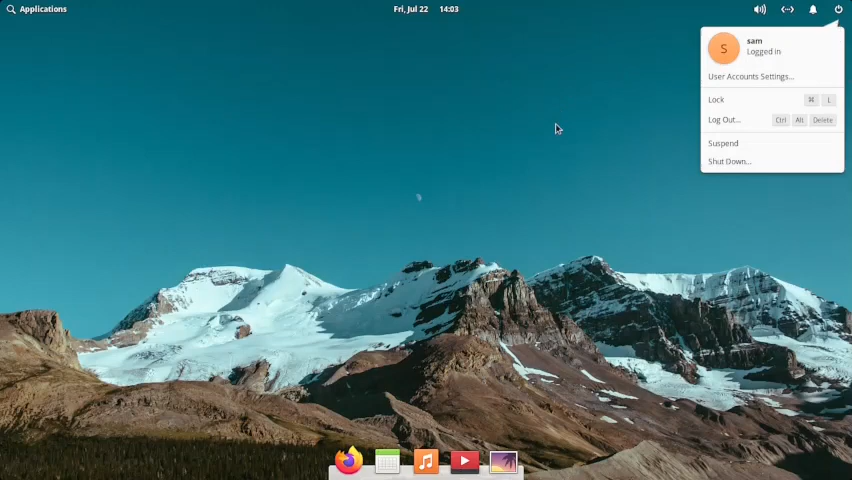 Applications
Fri, Jul 22 14:03
S
sam
Logged in
User Accounts Settings...
Lock ⌘ L
Log Out... Ctrl Alt Delete
Suspend
Shut Down...